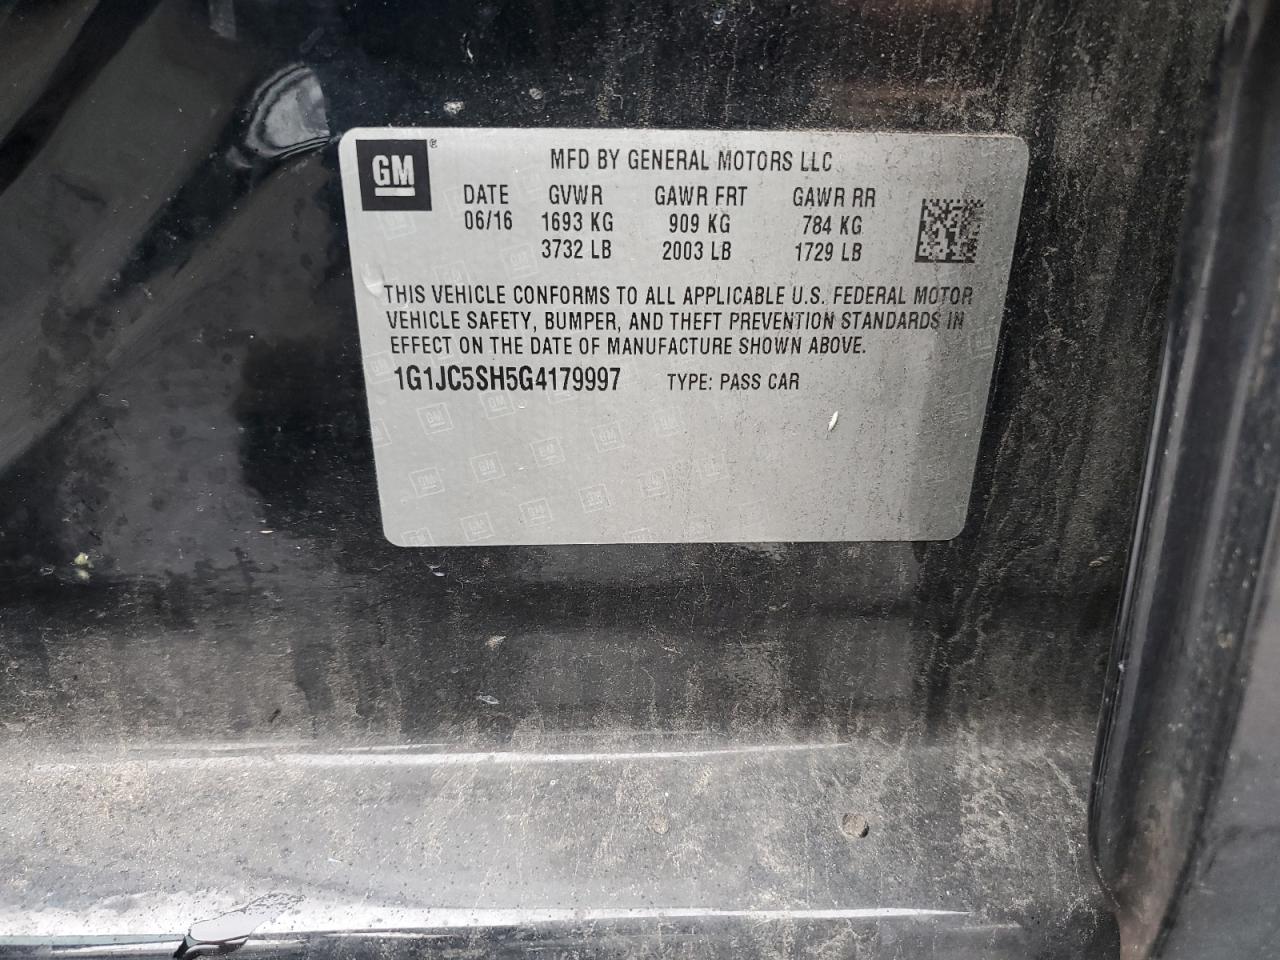 GM® MFD BY GENERAL MOTORS LLC
DATE GVWR GAWR FRT GAWR RR
06/16 1693 KG 909 KG 784 KG
3732 LB 2003 LB 1729 LB
THIS VEHICLE CONFORMS TO ALL APPLICABLE U.S. FEDERAL MOTOR
VEHICLE SAFETY, BUMPER, AND THEFT PREVENTION STANDARDS IN
EFFECT ON THE DATE OF MANUFACTURE SHOWN ABOVE.
1G1JC5SH5G4179997 TYPE: PASS CAR